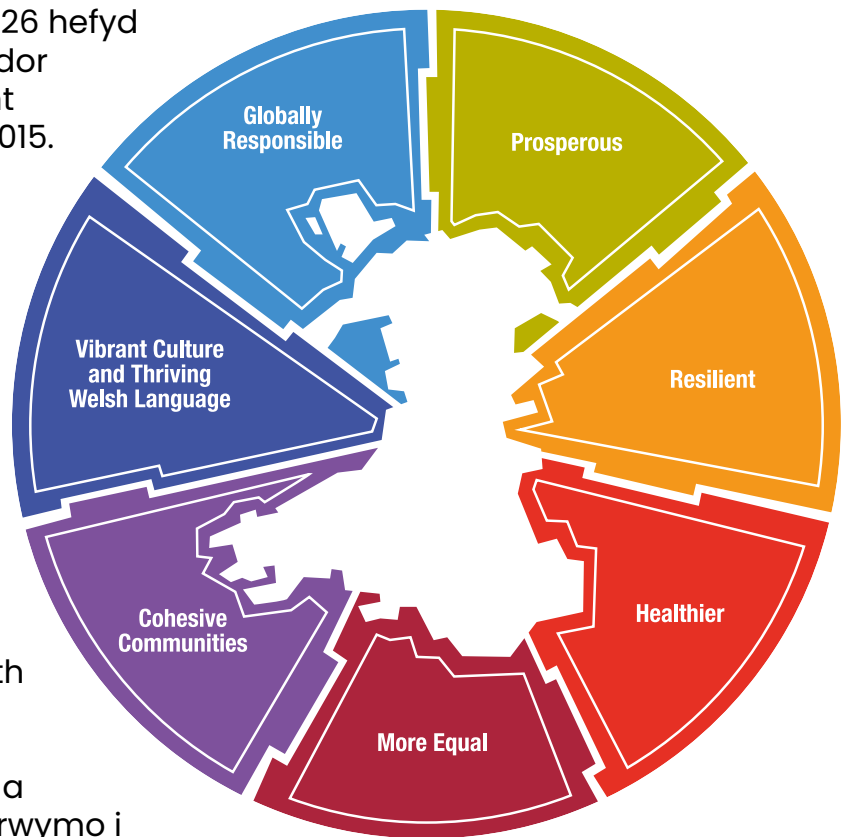 26 hefyd
dor
nt
015.
Globally
Responsible
Prosperous
Vibrant Culture
and Thriving
Welsh Language
Resilient
Cohesive
Communities
Healthier
More Equal
th
a
rwymo i